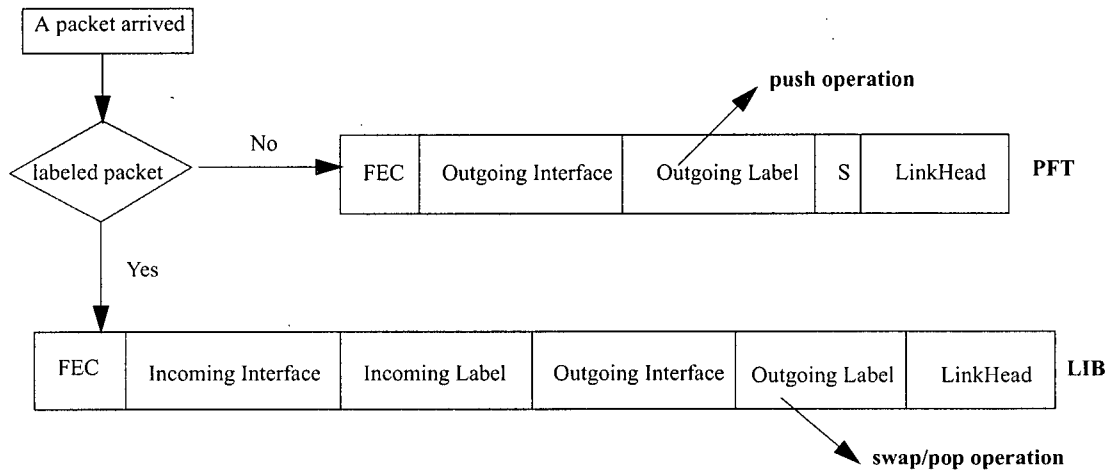 A packet arrived
push operation
labeled packet
No
FEC
Outgoing Interface
Outgoing Label
S
LinkHead
PFT
Yes
FEC
Incoming Interface
Incoming Label
Outgoing Interface
Outgoing Label
LinkHead
LIB
swap/pop operation